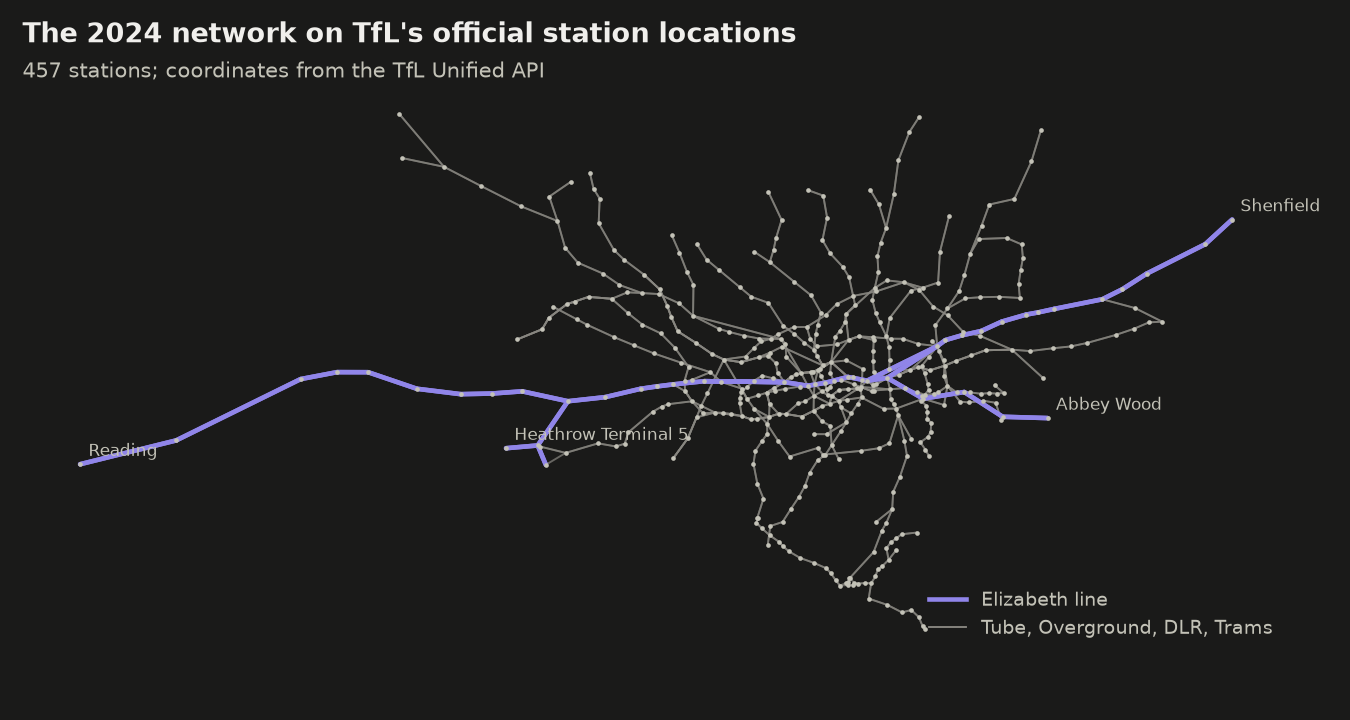 The 2024 network on TfL's official station locations
457 stations; coordinates from the TfL Unified API
Shenfield
Abbey Wood
Heathrow Terminal 5
Reading
Elizabeth line
Tube, Overground, DLR, Trams